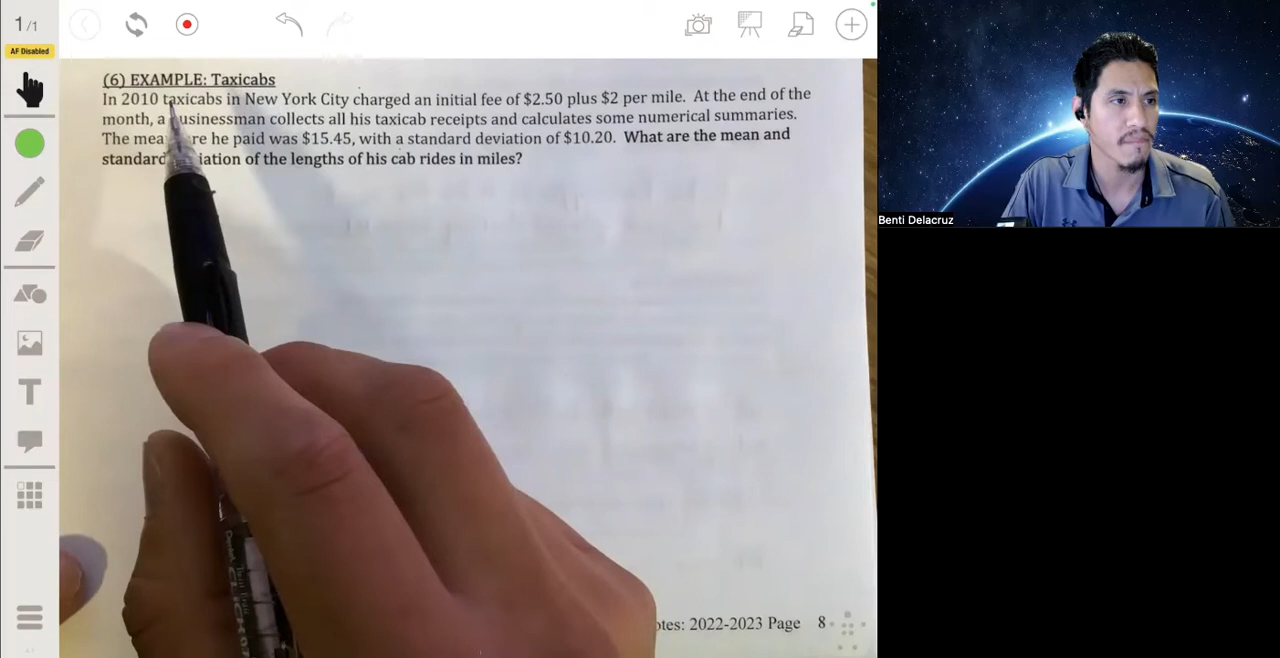 1/1
AF Disabled
(6) EXAMPLE: Taxicabs
In 2010 taxicabs in New York City charged an initial fee of $2.50 plus $2 per mile. At the end of the
month, a usinessman collects all his taxicab receipts and calculates some numerical summaries.
The mea re he paid was $15.45, with a standard deviation of $10.20. What are the mean and
standard iation of the lengths of his cab rides in miles?
Benti Delacruz
T
otes: 2022-2023 Page 8